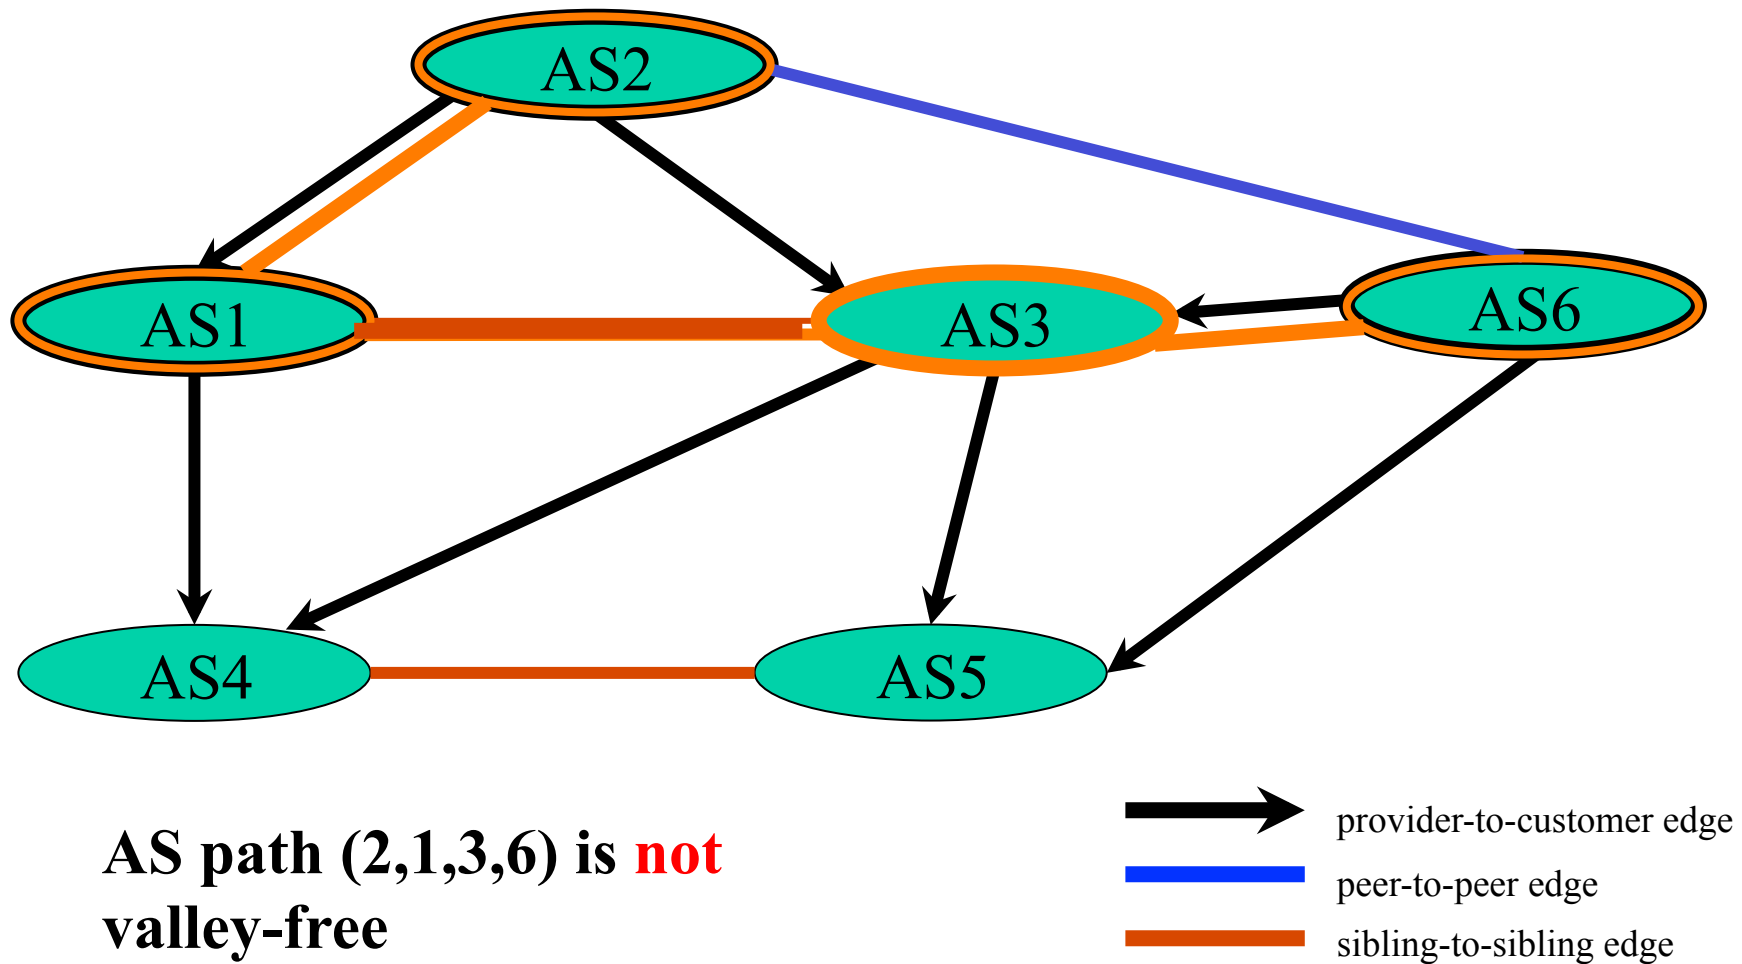 AS2
AS1
AS3
AS6
AS4
AS5
AS path (2,1,3,6) is not
valley-free
provider-to-customer edge
peer-to-peer edge
sibling-to-sibling edge